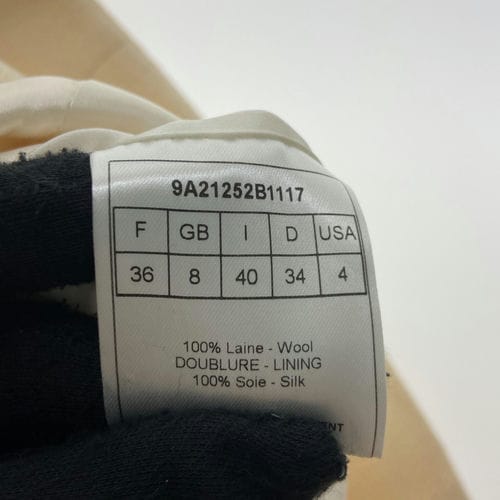 9A21252B1117
F GB I D USA
36 8 40 34 4
100% Laine - Wool
DOUBLURE - LINING
100% Soie - Silk